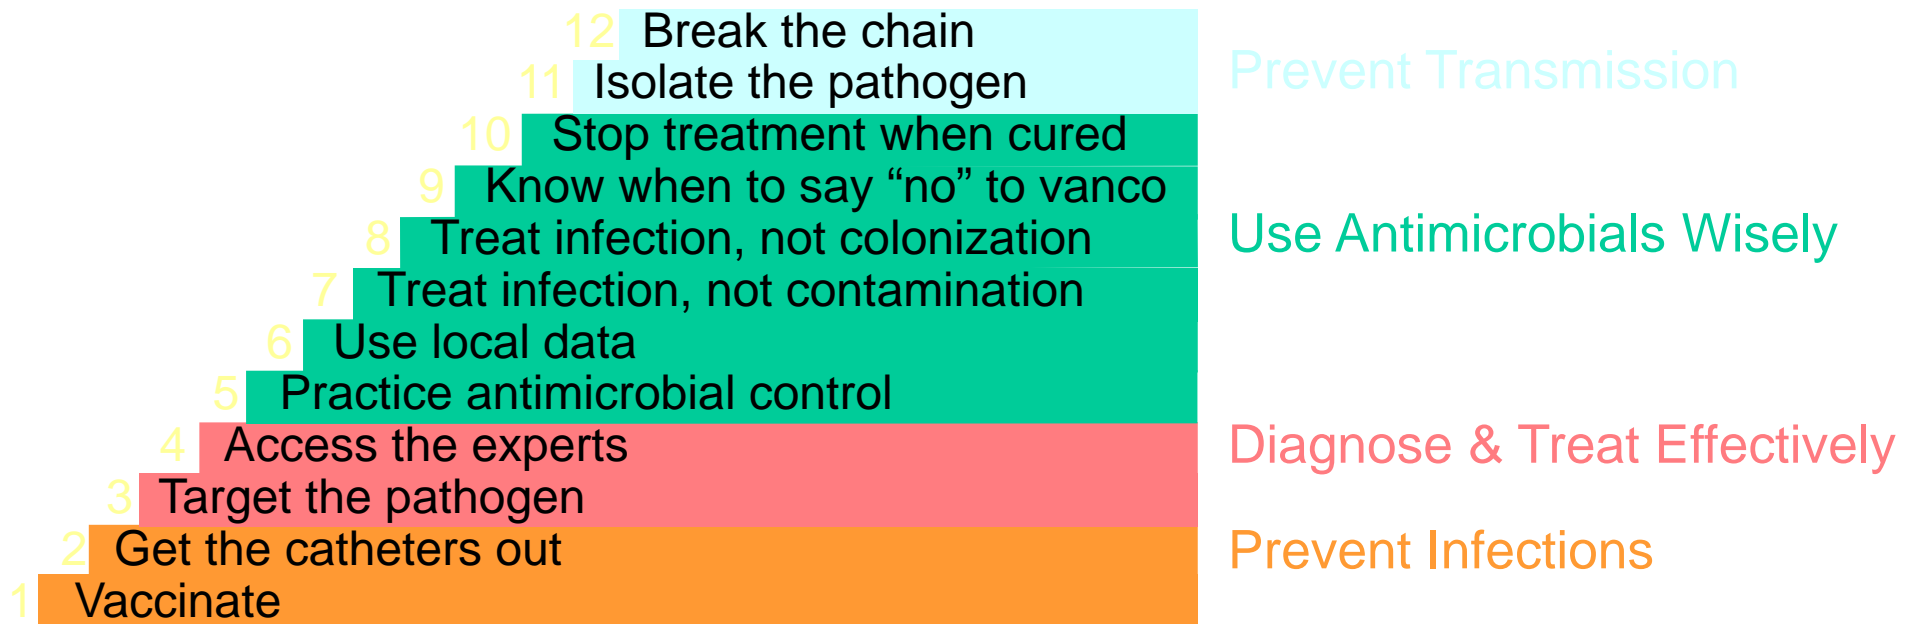 12 Break the chain
11 Isolate the pathogen
Prevent Transmission
10 Stop treatment when cured
9 Know when to say “no” to vanco
8 Treat infection, not colonization
7 Treat infection, not contamination
6 Use local data
5 Practice antimicrobial control
Use Antimicrobials Wisely
4 Access the experts
3 Target the pathogen
Diagnose & Treat Effectively
2 Get the catheters out
1 Vaccinate
Prevent Infections